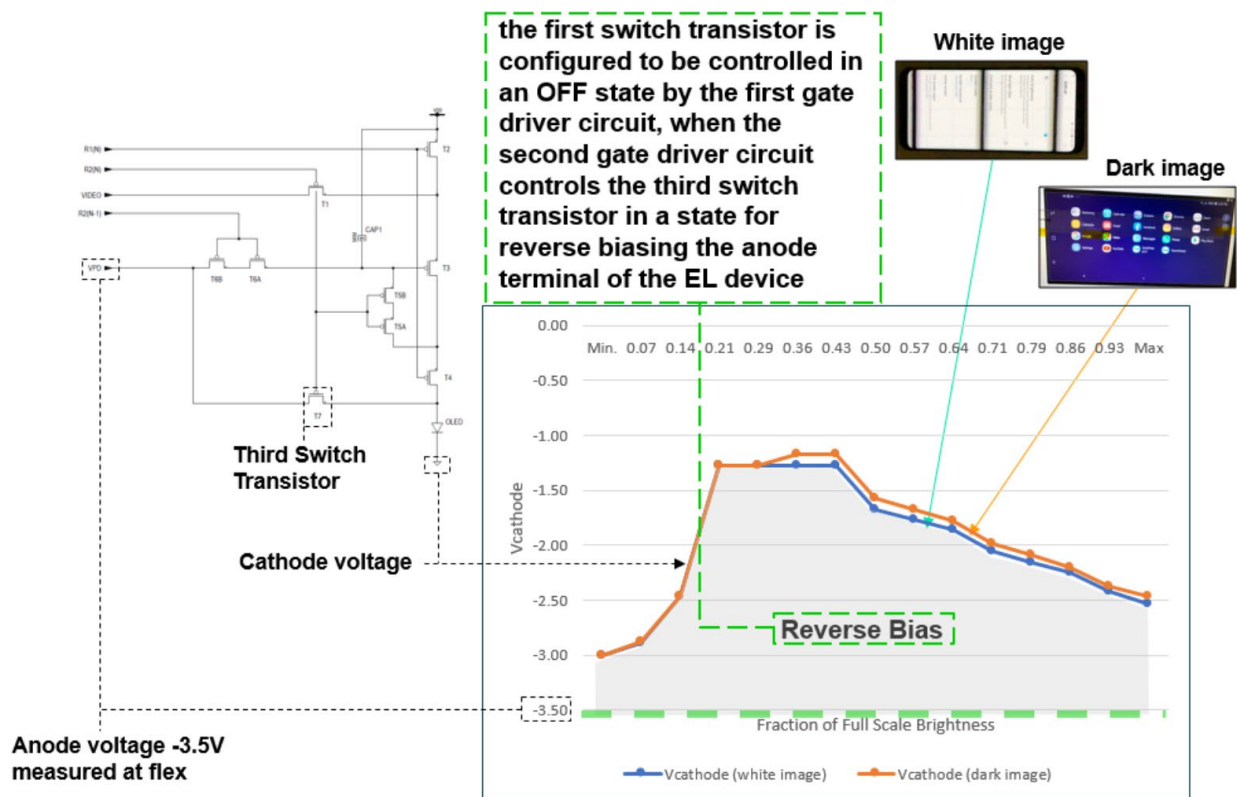 the first switch transistor is
configured to be controlled in
an OFF state by the first gate
driver circuit, when the
second gate driver circuit
controls the third switch
transistor in a state for
reverse biasing the anode
terminal of the EL device
White image
Dark image
R1(N)
T2
R2(N)
VIDEO
T1
R2(N-1)
CAP1
VPD
T6B
T6A
T3
T5B
T5A
T4
T7
OLED
Third Switch
Transistor
Cathode voltage
Anode voltage -3.5V
measured at flex
0.00
Min. 0.07 0.14 0.21 0.29 0.36 0.43 0.50 0.57 0.64 0.71 0.79 0.86 0.93 Max
-0.50
-1.00
-1.50
-2.00
-2.50
-3.00
-3.50
Vcathode
Reverse Bias
Fraction of Full Scale Brightness
Vcathode (white image) Vcathode (dark image)